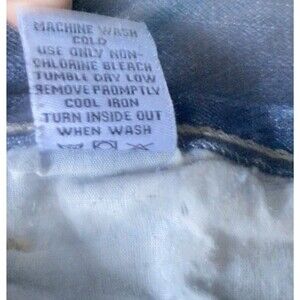 MACHINE WASH
COLD
USE ONLY NON-
CHLORINE BLEACH
TUMBLE DRY LOW
REMOVE PROMPTLY
COOL IRON
TURN INSIDE OUT
WHEN WASH